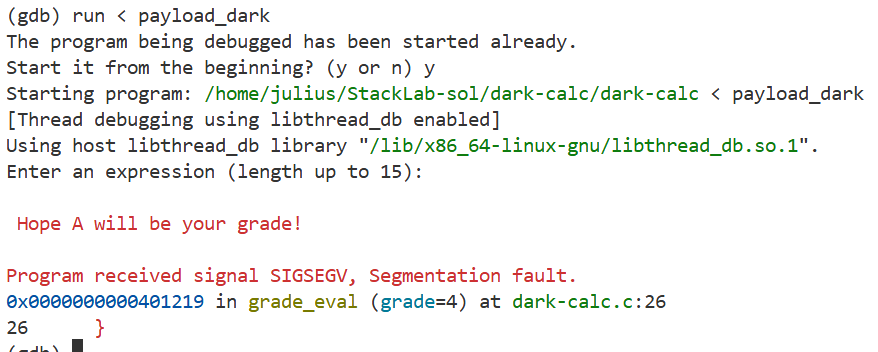 (gdb) run < payload_dark
The program being debugged has been started already.
Start it from the beginning? (y or n) y
Starting program: /home/julius/StackLab-sol/dark-calc/dark-calc < payload_dark
[Thread debugging using libthread_db enabled]
Using host libthread_db library "/lib/x86_64-linux-gnu/libthread_db.so.1".
Enter an expression (length up to 15):
Hope A will be your grade!
Program received signal SIGSEGV, Segmentation fault.
0x0000000000401219 in grade_eval (grade=4) at dark-calc.c:26
26 }
(gdb)